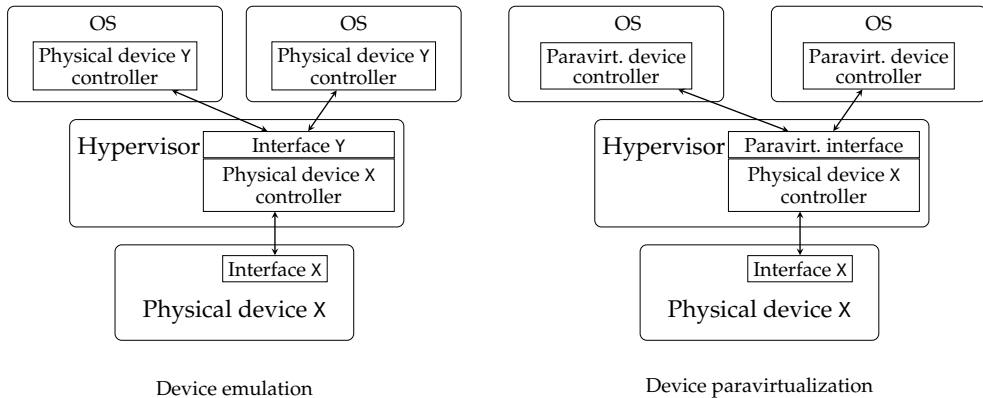 OS
Physical device Y
controller
OS
Physical device Y
controller
Hypervisor
Interface Y
Physical device X
controller
Interface X
Physical device X
Device emulation
OS
Paravirt. device
controller
OS
Paravirt. device
controller
Hypervisor
Paravirt. interface
Physical device X
controller
Interface X
Physical device X
Device paravirtualization